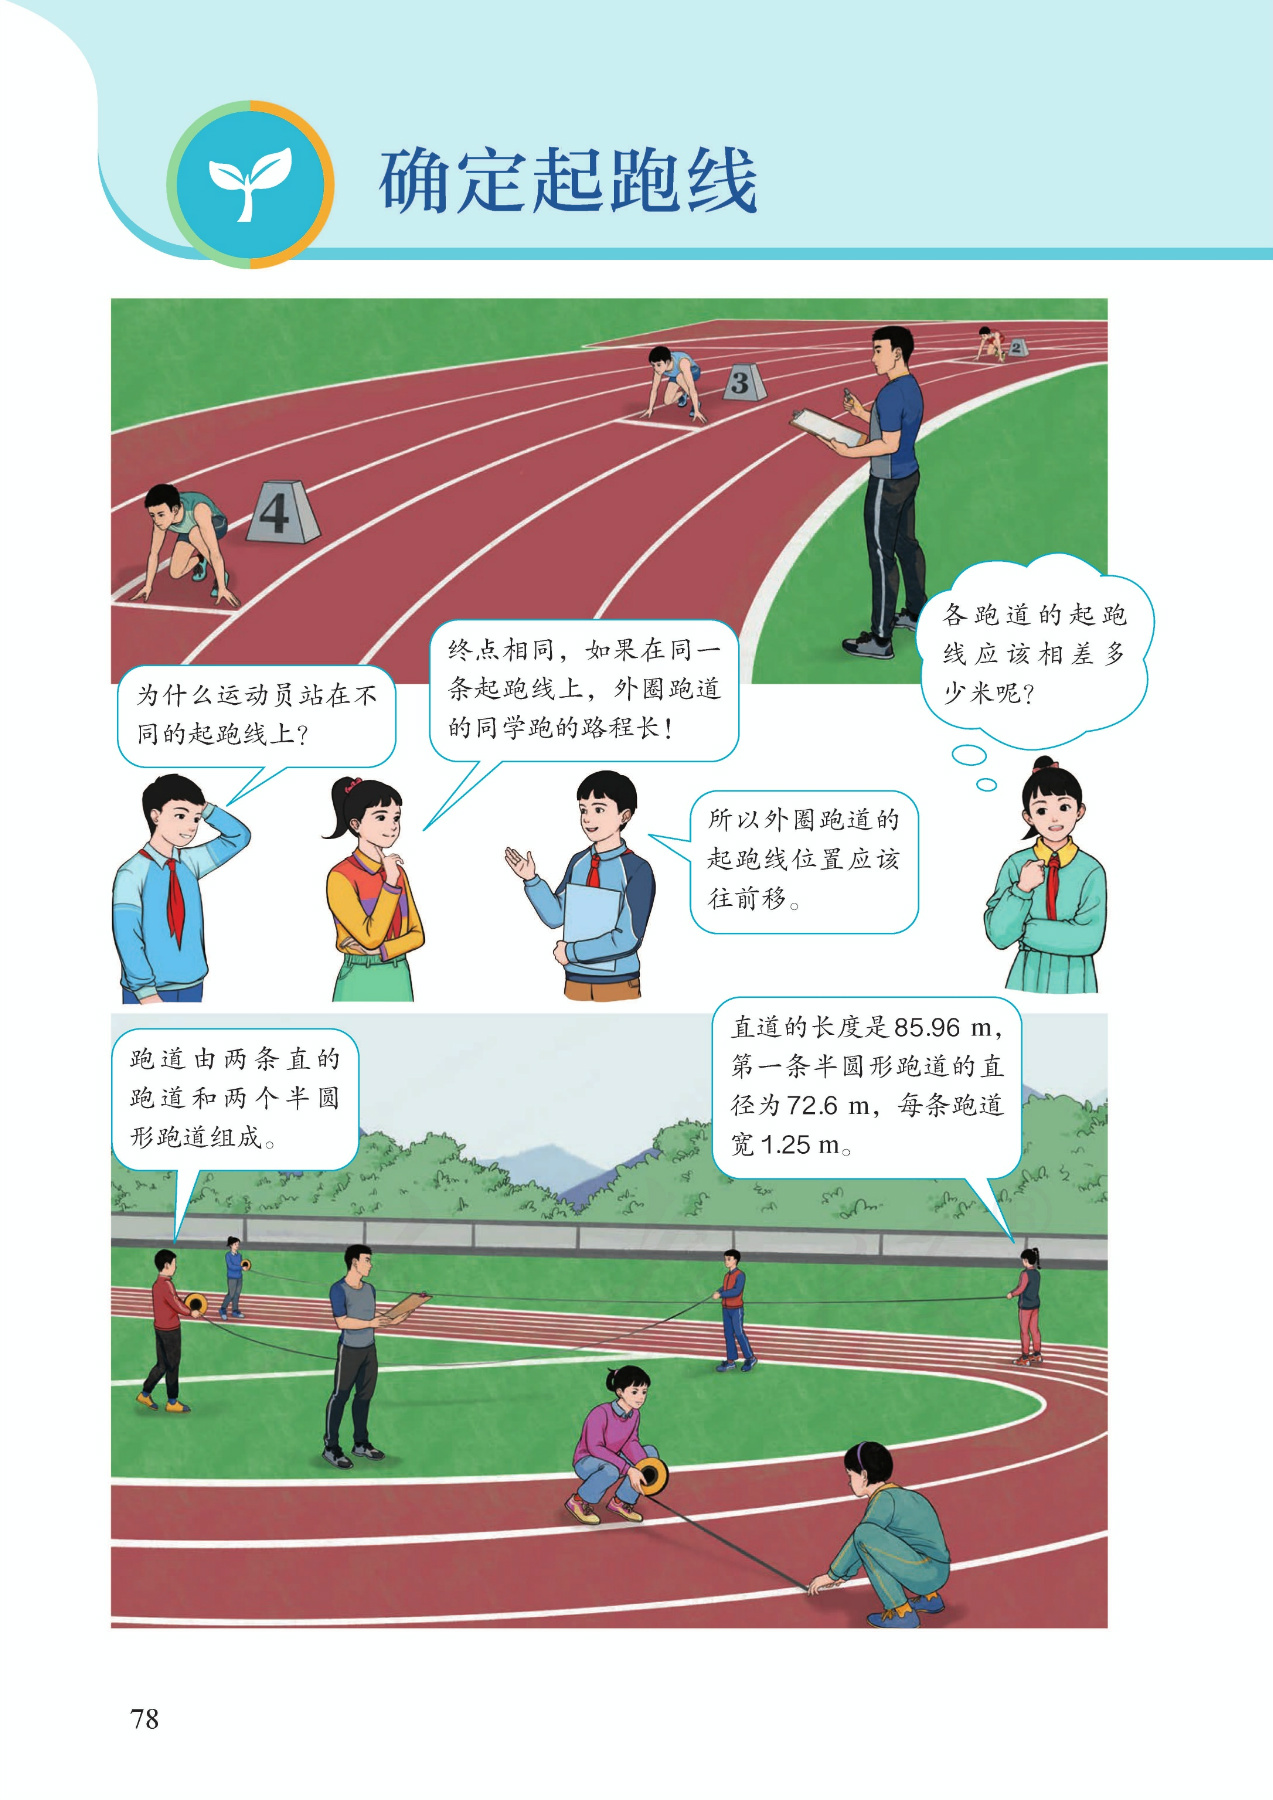 确定起跑线
2
3
4
各跑道的起跑
线应该相差多
少米呢？
终点相同，如果在同一
条起跑线上，外圈跑道
的同学跑的路程长！
为什么运动员站在不
同的起跑线上？
所以外圈跑道的
起跑线位置应该
往前移。
直道的长度是85.96 m，
第一条半圆形跑道的直
径为72.6 m，每条跑道
宽1.25 m。
跑道由两条直的
跑道和两个半圆
形跑道组成。
78